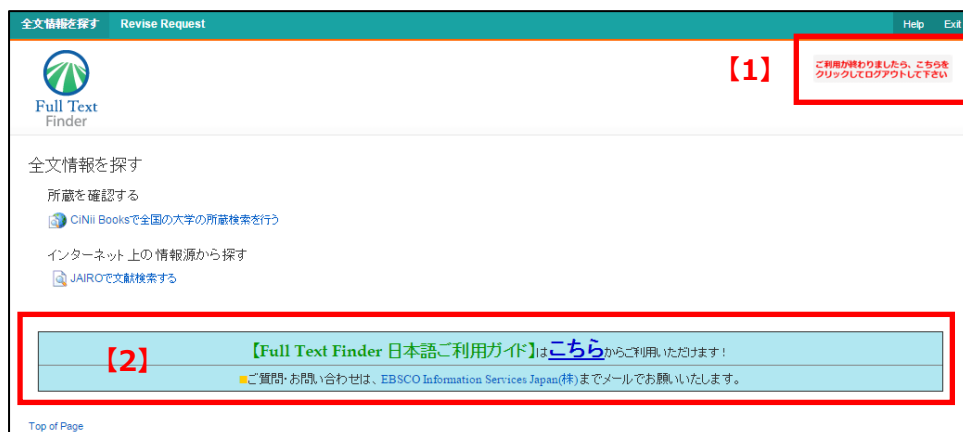 全文情報を探す Revise Request Help Exit
【1】
ご利用が終わりましたら、こちらを
クリックしてログアウトして下さい
Full Text
Finder
全文情報を探す
所蔵を確認する
CiNii Booksで全国の大学の所蔵検索を行う
インターネット上の情報源から探す
JAIROで文献検索する
【2】
【Full Text Finder 日本語ご利用ガイド】はこちらからご利用いただけます！
■ご質問・お問い合わせは、EBSCO Information Services Japan(株)までメールでお願いいたします。
Top of Page